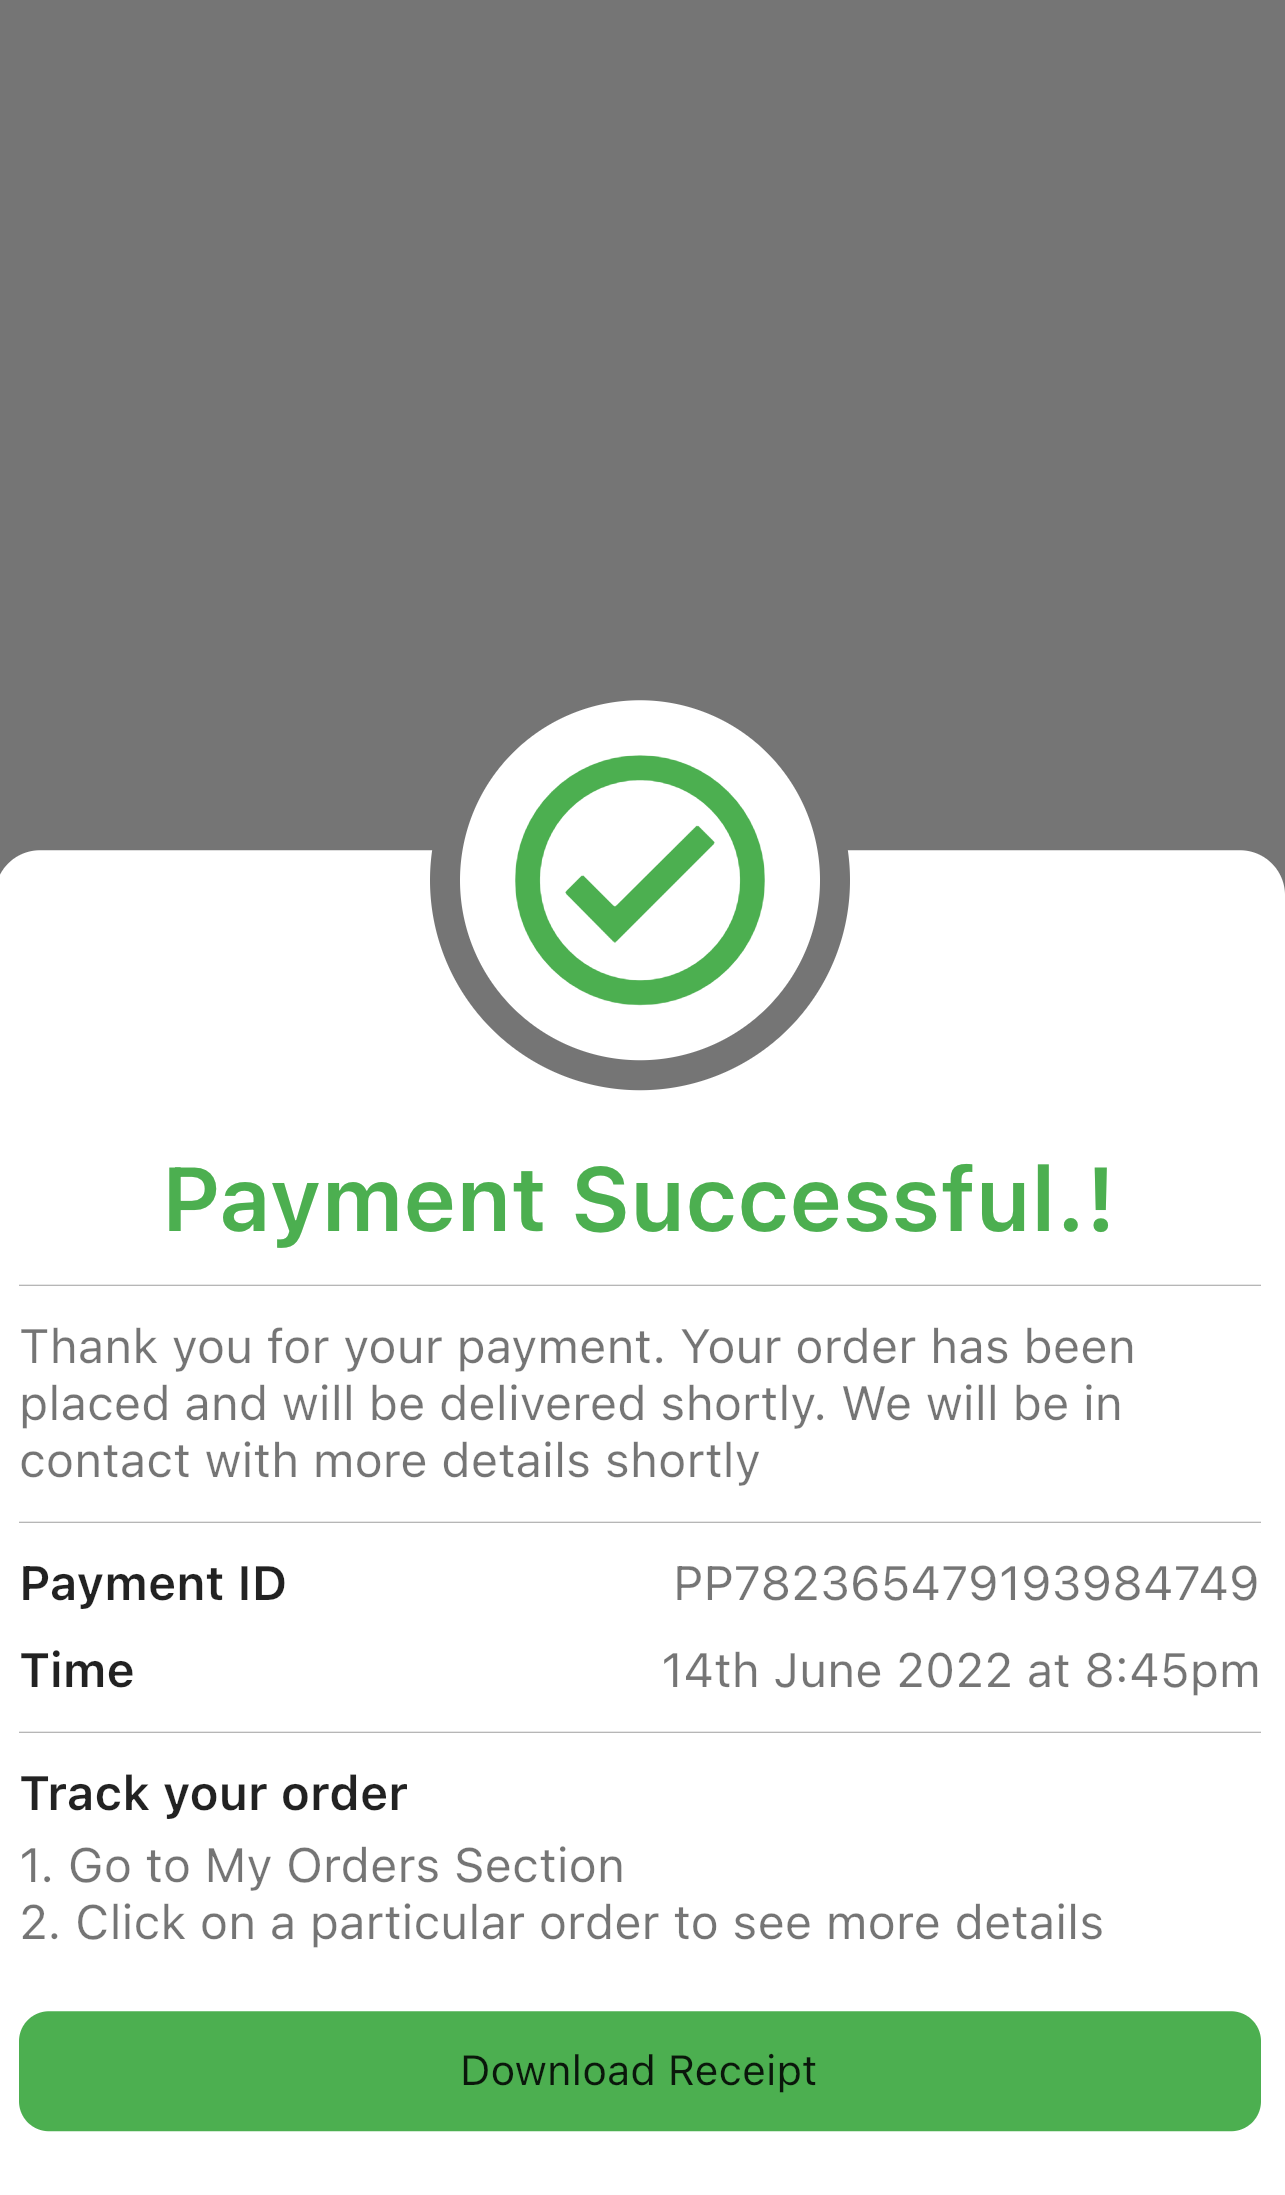 Payment Successful.!
Thank you for your payment. Your order has been
placed and will be delivered shortly. We will be in
contact with more details shortly
Payment ID PP782365479193984749
Time 14th June 2022 at 8:45pm
Track your order
1. Go to My Orders Section
2. Click on a particular order to see more details
Download Receipt